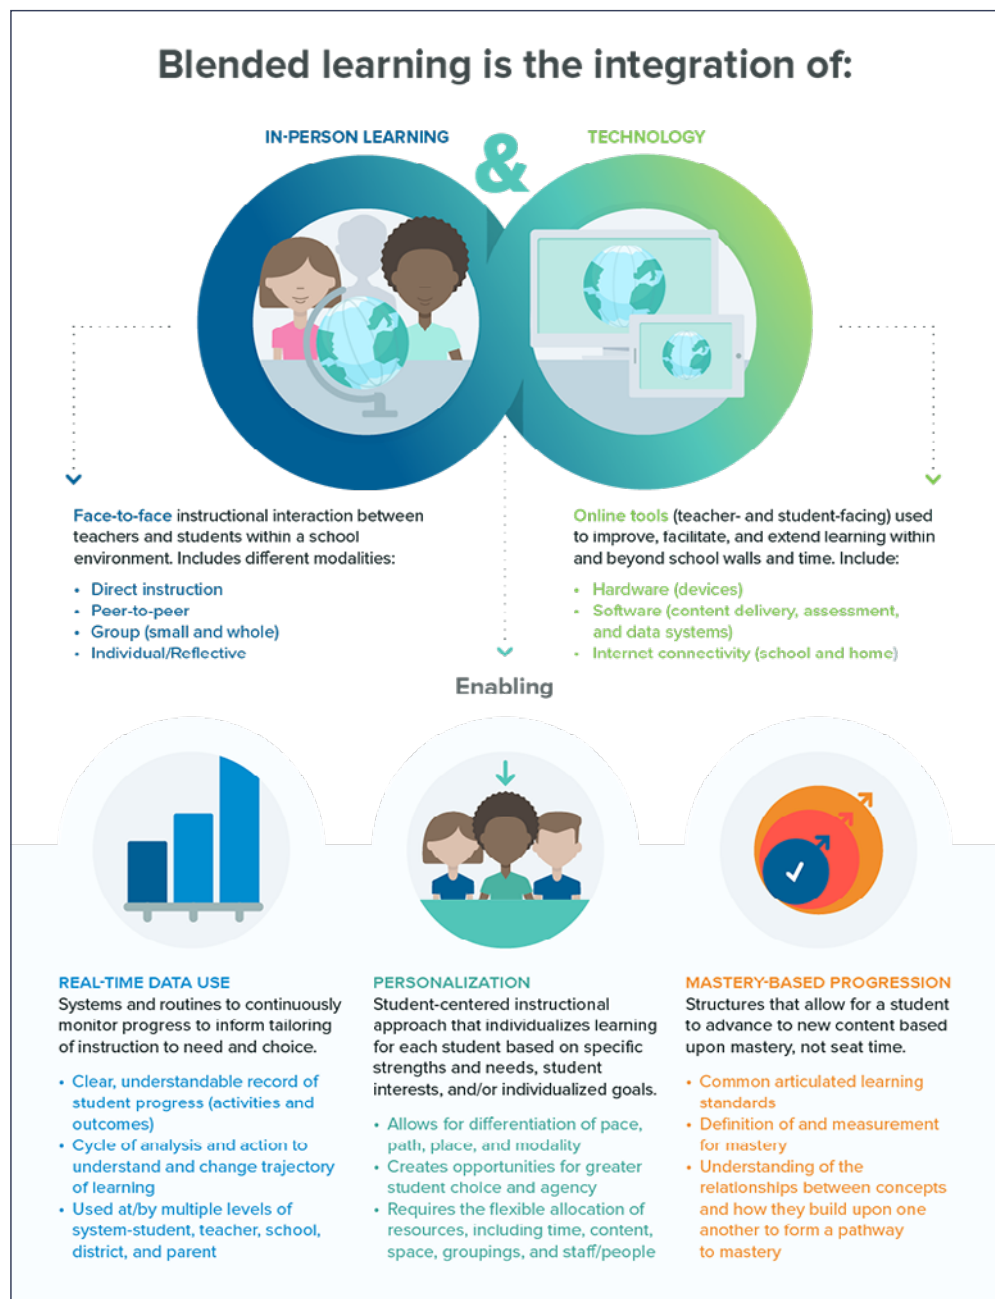 Blended learning is the integration of:
IN-PERSON LEARNING
&
TECHNOLOGY
Face-to-face instructional interaction between
teachers and students within a school
environment. Includes different modalities:
• Direct instruction
• Peer-to-peer
• Group (small and whole)
• Individual/Reflective
Online tools (teacher- and student-facing) used
to improve, facilitate, and extend learning within
and beyond school walls and time. Include:
• Hardware (devices)
• Software (content delivery, assessment,
and data systems)
• Internet connectivity (school and home)
Enabling
REAL-TIME DATA USE
Systems and routines to continuously
monitor progress to inform tailoring
of instruction to need and choice.
• Clear, understandable record of
student progress (activities and
outcomes)
• Cycle of analysis and action to
understand and change trajectory
of learning
• Used at/by multiple levels of
system-student, teacher, school,
district, and parent
PERSONALIZATION
Student-centered instructional
approach that individualizes learning
for each student based on specific
strengths and needs, student
interests, and/or individualized goals.
• Allows for differentiation of pace,
path, place, and modality
• Creates opportunities for greater
student choice and agency
• Requires the flexible allocation of
resources, including time, content,
space, groupings, and staff/people
MASTERY-BASED PROGRESSION
Structures that allow for a student
to advance to new content based
upon mastery, not seat time.
• Common articulated learning
standards
• Definition of and measurement
for mastery
• Understanding of the
relationships between concepts
and how they build upon one
another to form a pathway
to mastery